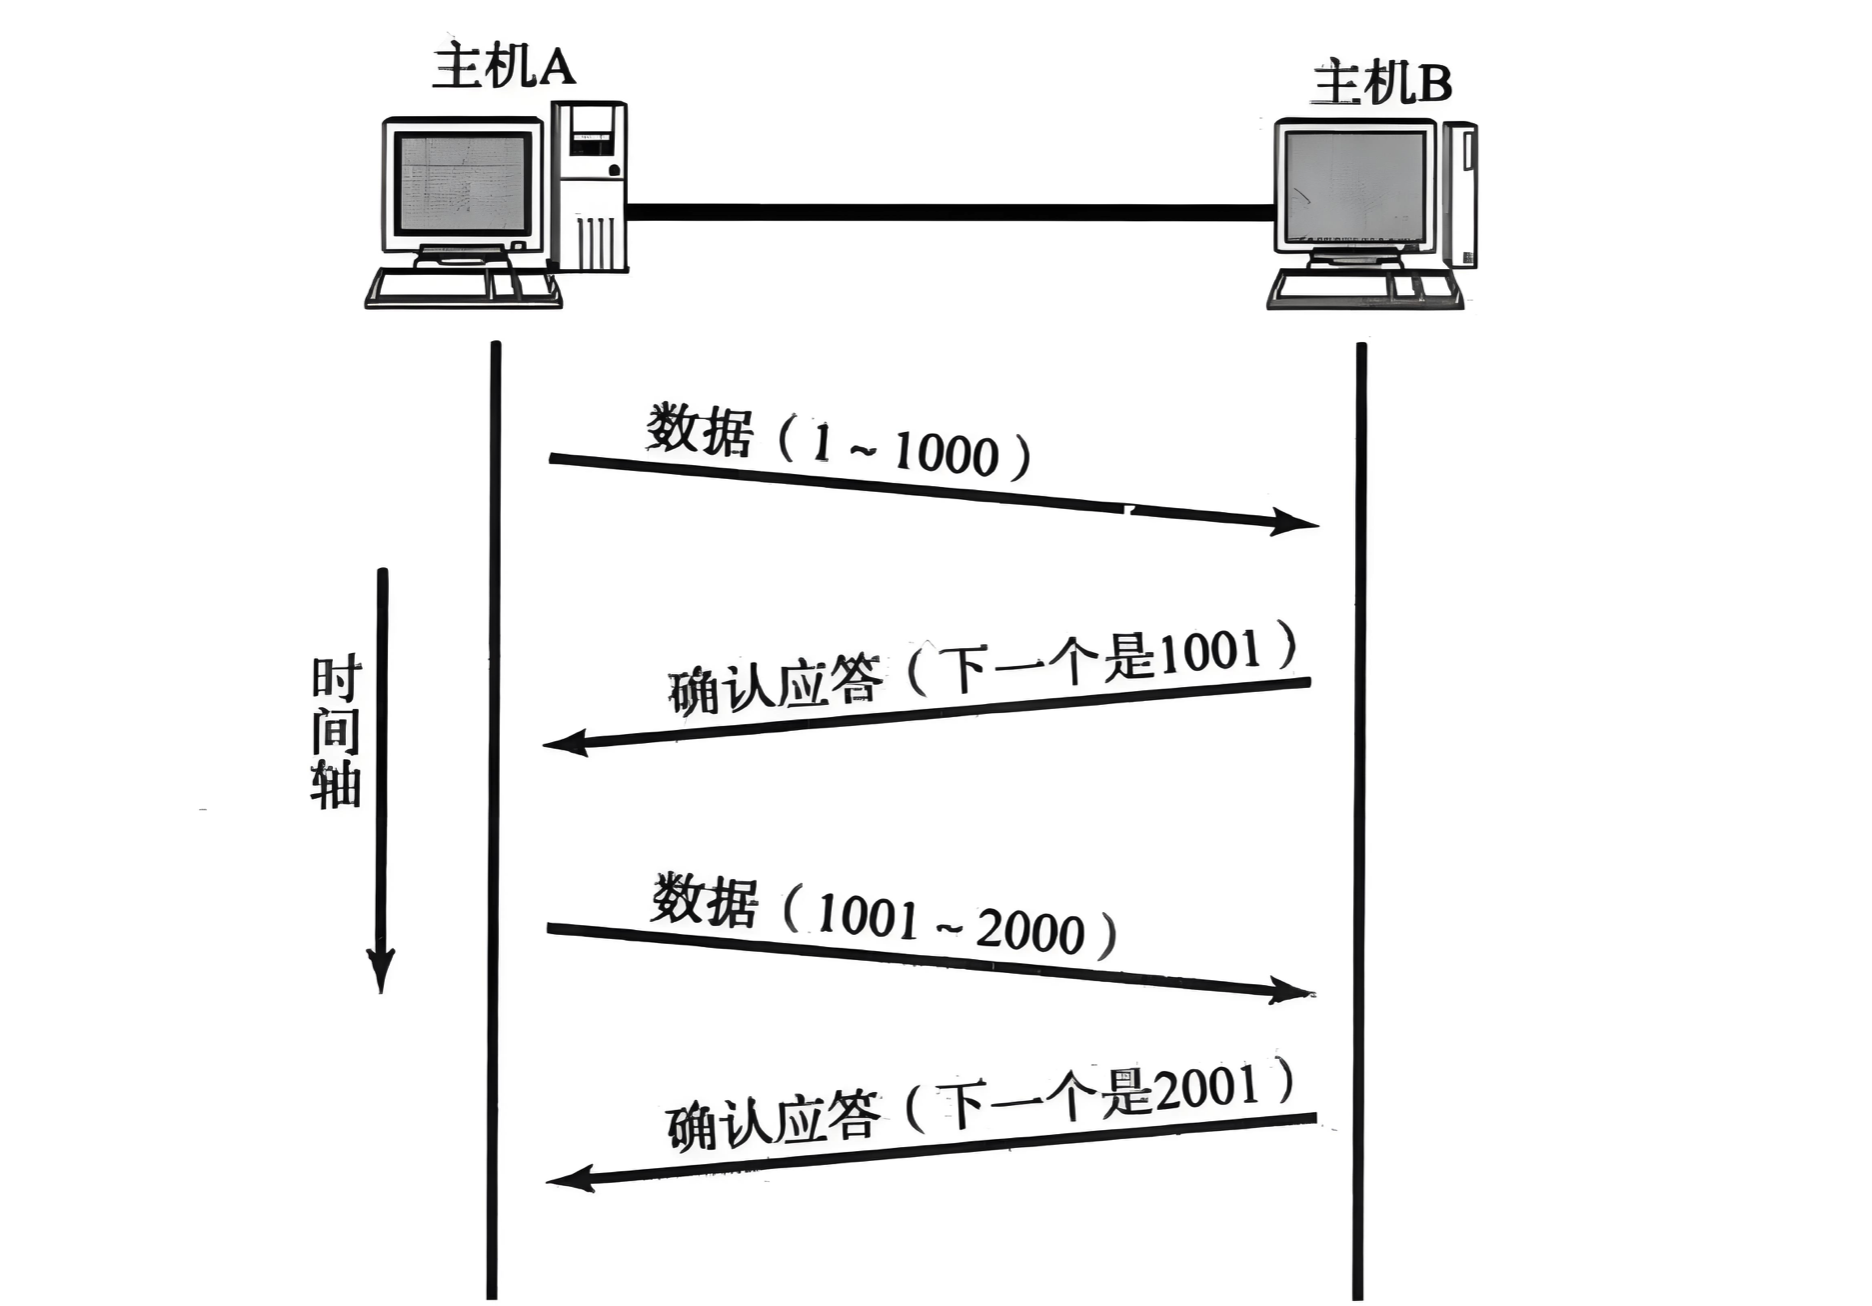 主机A
主机B
数据（1～1000）
确认应答（下一个是1001）
时间轴
数据（1001～2000）
确认应答（下一个是2001）